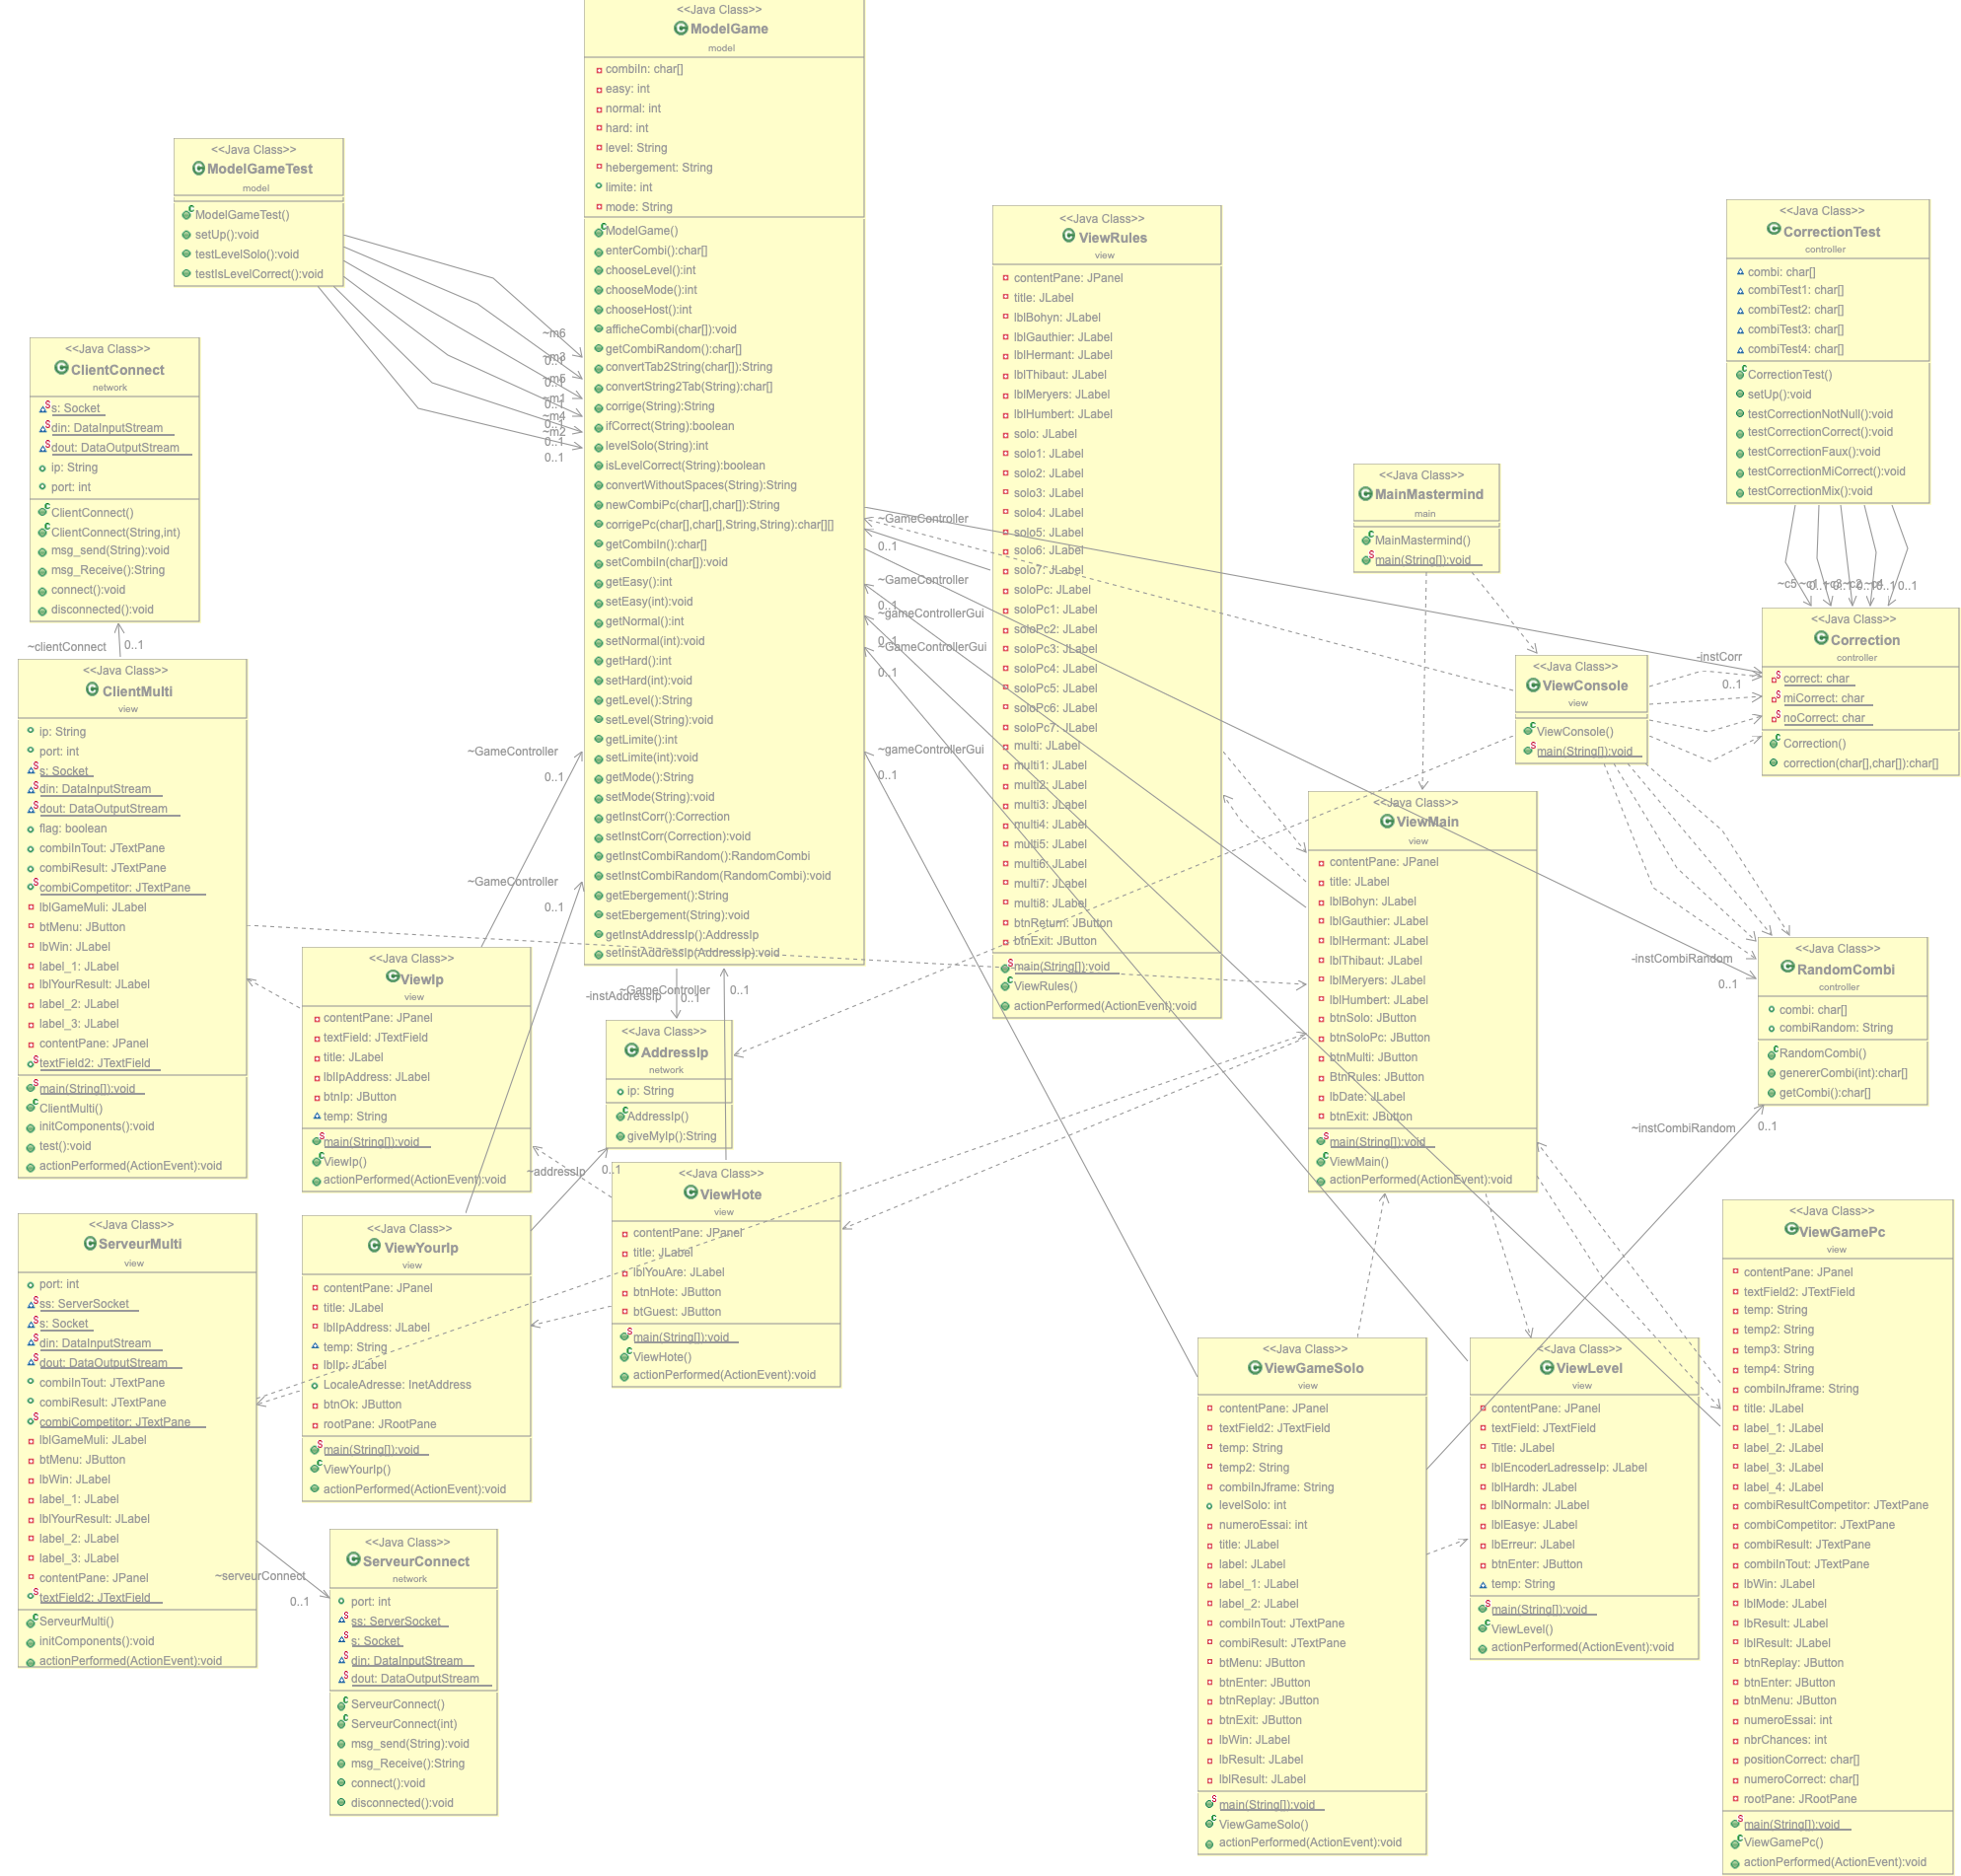 <<Java Class>>
ModelGame
model
combiIn: char[]
easy: int
normal: int
hard: int
level: String
hebergement: String
limite: int
mode: String
ModelGame()
enterCombi():char[]
chooseLevel():int
chooseMode():int
chooseHost():int
afficheCombi(char[]):void
getCombiRandom():char[]
convertTab2String(char[]):String
convertString2Tab(String):char[]
corrige(String):String
ifCorrect(String):boolean
levelSolo(String):int
isLevelCorrect(String):boolean
convertWithoutSpaces(String):String
newCombiPc(char[],char[]):String
corrigePc(char[],char[],String,String):char[][]
getCombiIn():char[]
setCombiIn(char[]):void
getEasy():int
setEasy(int):void
getNormal():int
setNormal(int):void
getHard():int
setHard(int):void
getLevel():String
setLevel(String):void
getLimite():int
setLimite(int):void
getMode():String
setMode(String):void
getInstCorr():Correction
setInstCorr(Correction):void
getInstCombiRandom():RandomCombi
setInstCombiRandom(RandomCombi):void
getEbergement():String
setEbergement(String):void
getInstAddressIp():AddressIp
setInstAddressIp(AddressIp):void
<<Java Class>>
ModelGameTest
model
ModelGameTest()
setUp():void
testLevelSolo():void
testIsLevelCorrect():void
~m6
~m3
~m5
~m1
~m4
~m2
0..1
<<Java Class>>
ClientConnect
network
s: Socket
din: DataInputStream
dout: DataOutputStream
ip: String
port: int
ClientConnect()
ClientConnect(String,int)
msg_send(String):void
msg_Receive():String
connect():void
disconnected():void
~clientConnect
0..1
<<Java Class>>
ClientMulti
view
ip: String
port: int
s: Socket
din: DataInputStream
dout: DataOutputStream
flag: boolean
combiInTout: JTextPane
combiResult: JTextPane
combiCompetitor: JTextPane
lblGameMuli: JLabel
btMenu: JButton
lbWin: JLabel
label_1: JLabel
lblYourResult: JLabel
label_2: JLabel
label_3: JLabel
contentPane: JPanel
textField2: JTextField
main(String[]):void
ClientMulti()
initComponents():void
test():void
actionPerformed(ActionEvent):void
<<Java Class>>
ServeurMulti
view
port: int
ss: ServerSocket
s: Socket
din: DataInputStream
dout: DataOutputStream
combiInTout: JTextPane
combiResult: JTextPane
combiCompetitor: JTextPane
lblGameMuli: JLabel
btMenu: JButton
lbWin: JLabel
label_1: JLabel
lblYourResult: JLabel
label_2: JLabel
label_3: JLabel
contentPane: JPanel
textField2: JTextField
ServeurMulti()
initComponents():void
actionPerformed(ActionEvent):void
~serveurConnect
0..1
<<Java Class>>
ServeurConnect
network
port: int
ss: ServerSocket
s: Socket
din: DataInputStream
dout: DataOutputStream
ServeurConnect()
ServeurConnect(int)
msg_send(String):void
msg_Receive():String
connect():void
disconnected():void
~GameController
0..1
~GameController
0..1
<<Java Class>>
ViewIp
view
contentPane: JPanel
textField: JTextField
title: JLabel
lblIpAddress: JLabel
btnIp: JButton
temp: String
main(String[]):void
ViewIp()
actionPerformed(ActionEvent):void
<<Java Class>>
ViewYourIp
view
contentPane: JPanel
title: JLabel
lblIpAddress: JLabel
temp: String
lblIp: JLabel
LocaleAdresse: InetAddress
btnOk: JButton
rootPane: JRootPane
main(String[]):void
ViewYourIp()
actionPerformed(ActionEvent):void
~GameController
-instAddressIp
0..1
0..1
<<Java Class>>
AddressIp
network
ip: String
AddressIp()
giveMyIp():String
~addressIp
0..1
<<Java Class>>
ViewHote
view
contentPane: JPanel
title: JLabel
lblYouAre: JLabel
btnHote: JButton
btGuest: JButton
main(String[]):void
ViewHote()
actionPerformed(ActionEvent):void
~GameController
0..1
~GameController
0..1
~gameControllerGui
0..1
~GameControllerGui
0..1
~gameControllerGui
0..1
<<Java Class>>
ViewRules
view
contentPane: JPanel
title: JLabel
lblBohyn: JLabel
lblGauthier: JLabel
lblHermant: JLabel
lblThibaut: JLabel
lblMeryers: JLabel
lblHumbert: JLabel
solo: JLabel
solo1: JLabel
solo2: JLabel
solo3: JLabel
solo4: JLabel
solo5: JLabel
solo6: JLabel
solo7: JLabel
soloPc: JLabel
soloPc1: JLabel
soloPc2: JLabel
soloPc3: JLabel
soloPc4: JLabel
soloPc5: JLabel
soloPc6: JLabel
soloPc7: JLabel
multi: JLabel
multi1: JLabel
multi2: JLabel
multi3: JLabel
multi4: JLabel
multi5: JLabel
multi6: JLabel
multi7: JLabel
multi8: JLabel
btnReturn: JButton
btnExit: JButton
main(String[]):void
ViewRules()
actionPerformed(ActionEvent):void
<<Java Class>>
MainMastermind
main
MainMastermind()
main(String[]):void
<<Java Class>>
ViewConsole
view
ViewConsole()
main(String[]):void
<<Java Class>>
CorrectionTest
controller
combi: char[]
combiTest1: char[]
combiTest2: char[]
combiTest3: char[]
combiTest4: char[]
CorrectionTest()
setUp():void
testCorrectionNotNull():void
testCorrectionCorrect():void
testCorrectionFaux():void
testCorrectionMiCorrect():void
testCorrectionMix():void
~c5
~c1
~c2
~c4
0..1
<<Java Class>>
Correction
controller
correct: char
miCorrect: char
noCorrect: char
Correction()
correction(char[],char[]):char[]
-instCorr
0..1
<<Java Class>>
ViewMain
view
contentPane: JPanel
title: JLabel
lblBohyn: JLabel
lblGauthier: JLabel
lblHermant: JLabel
lblThibaut: JLabel
lblMeryers: JLabel
lblHumbert: JLabel
btnSolo: JButton
btnSoloPc: JButton
btnMulti: JButton
BtnRules: JButton
lbDate: JLabel
btnExit: JButton
main(String[]):void
ViewMain()
actionPerformed(ActionEvent):void
-instCombiRandom
0..1
<<Java Class>>
RandomCombi
controller
combi: char[]
combiRandom: String
RandomCombi()
genererCombi(int):char[]
getCombi():char[]
~instCombiRandom
0..1
<<Java Class>>
ViewGameSolo
view
contentPane: JPanel
textField2: JTextField
temp: String
temp2: String
combiInJframe: String
levelSolo: int
numeroEssai: int
title: JLabel
label: JLabel
label_1: JLabel
label_2: JLabel
combiInTout: JTextPane
combiResult: JTextPane
btMenu: JButton
btnEnter: JButton
btnReplay: JButton
btnExit: JButton
lbWin: JLabel
lbResult: JLabel
lblResult: JLabel
main(String[]):void
ViewGameSolo()
actionPerformed(ActionEvent):void
<<Java Class>>
ViewLevel
view
contentPane: JPanel
textField: JTextField
Title: JLabel
lblEncoderLadresseIp: JLabel
lblHardh: JLabel
lblNormaln: JLabel
lblEasye: JLabel
lbErreur: JLabel
btnEnter: JButton
temp: String
main(String[]):void
ViewLevel()
actionPerformed(ActionEvent):void
<<Java Class>>
ViewGamePc
view
contentPane: JPanel
textField2: JTextField
temp: String
temp2: String
temp3: String
temp4: String
combiInJframe: String
title: JLabel
label_1: JLabel
label_2: JLabel
label_3: JLabel
label_4: JLabel
combiResultCompetitor: JTextPane
combiCompetitor: JTextPane
combiResult: JTextPane
combiInTout: JTextPane
lbWin: JLabel
lblMode: JLabel
lbResult: JLabel
lblResult: JLabel
btnReplay: JButton
btnEnter: JButton
btnMenu: JButton
numeroEssai: int
nbrChances: int
positionCorrect: char[]
numeroCorrect: char[]
rootPane: JRootPane
main(String[]):void
ViewGamePc()
actionPerformed(ActionEvent):void